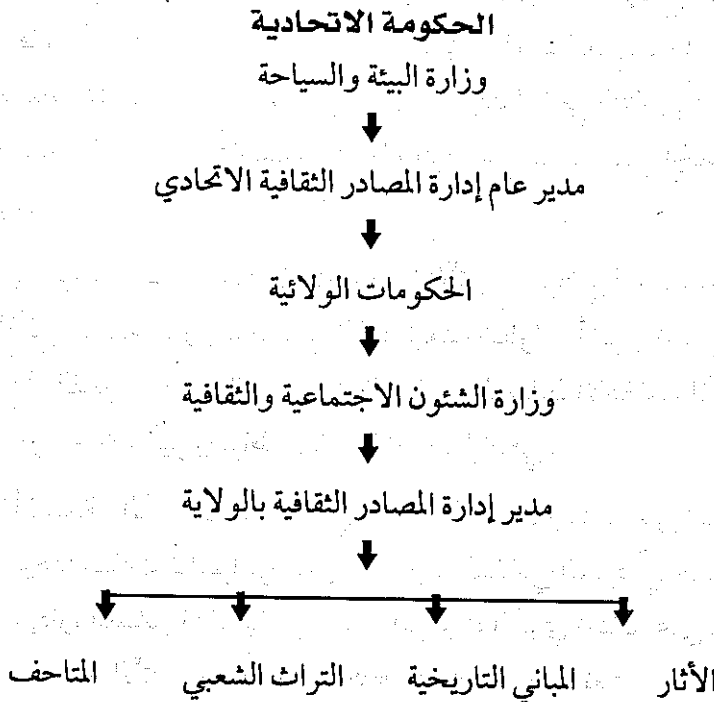 الحكومة الاتحادية
وزارة البيئة والسياحة
مدير عام إدارة المصادر الثقافية الاتحادي
الحكومات الولائية
وزارة الشئون الاجتماعية والثقافية
مدير إدارة المصادر الثقافية بالولاية
الأثار المباني التاريخية التراث الشعبي المتاحف